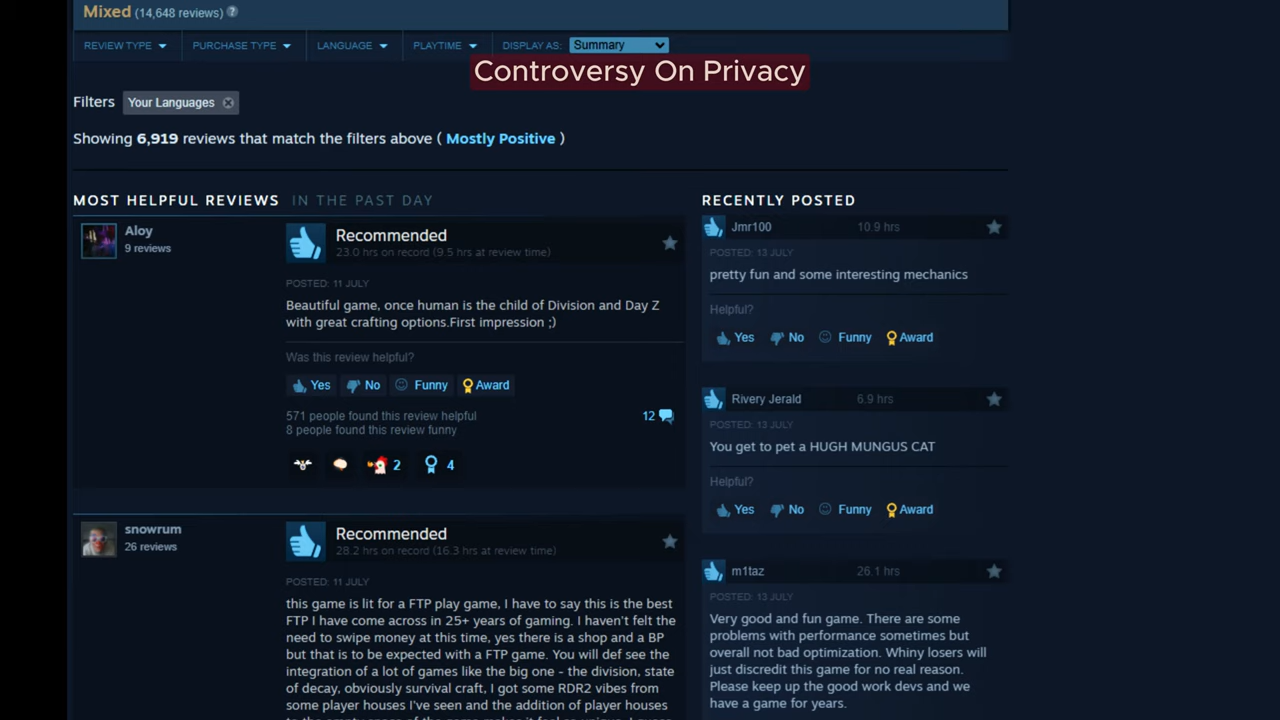 Mixed (14,648 reviews) ?
REVIEW TYPE PURCHASE TYPE LANGUAGE PLAYTIME DISPLAY AS: Summary
Controversy On Privacy
Filters Your Languages
Showing 6,919 reviews that match the filters above ( Mostly Positive )
MOST HELPFUL REVIEWS IN THE PAST DAY
Aloy
9 reviews
Recommended
23.0 hrs on record (9.5 hrs at review time)
POSTED: 11 JULY
Beautiful game, once human is the child of Division and Day Z
with great crafting options.First impression ;)
Was this review helpful?
Yes No Funny Award
571 people found this review helpful
8 people found this review funny
12
2 4
snowrum
26 reviews
Recommended
28.2 hrs on record (16.3 hrs at review time)
POSTED: 11 JULY
this game is lit for a FTP play game, I have to say this is the best
FTP I have come across in 25+ years of gaming. I haven't felt the
need to swipe money at this time, yes there is a shop and a BP
but that is to be expected with a FTP game. You will def see the
integration of a lot of games like the big one - the division, state
of decay, obviously survival craft, I got some RDR2 vibes from
some player houses I've seen and the addition of player houses
RECENTLY POSTED
Jmr100 10.9 hrs
POSTED: 13 JULY
pretty fun and some interesting mechanics
Helpful?
Yes No Funny Award
Rivery Jerald 6.9 hrs
POSTED: 13 JULY
You get to pet a HUGH MUNGUS CAT
Helpful?
Yes No Funny Award
m1taz 26.1 hrs
POSTED: 13 JULY
Very good and fun game. There are some
problems with performance sometimes but
overall not bad optimization. Whiny losers will
just discredit this game for no real reason.
Please keep up the good work devs and we
have a game for years.